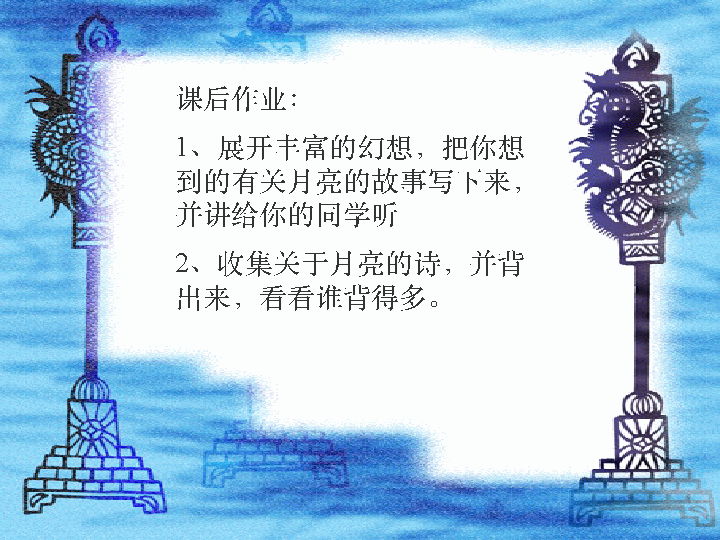 课后作业：
1、展开丰富的幻想，把你想
到的有关月亮的故事写下来，
并讲给你的同学听
2、收集关于月亮的诗，并背
出来，看看谁背得多。